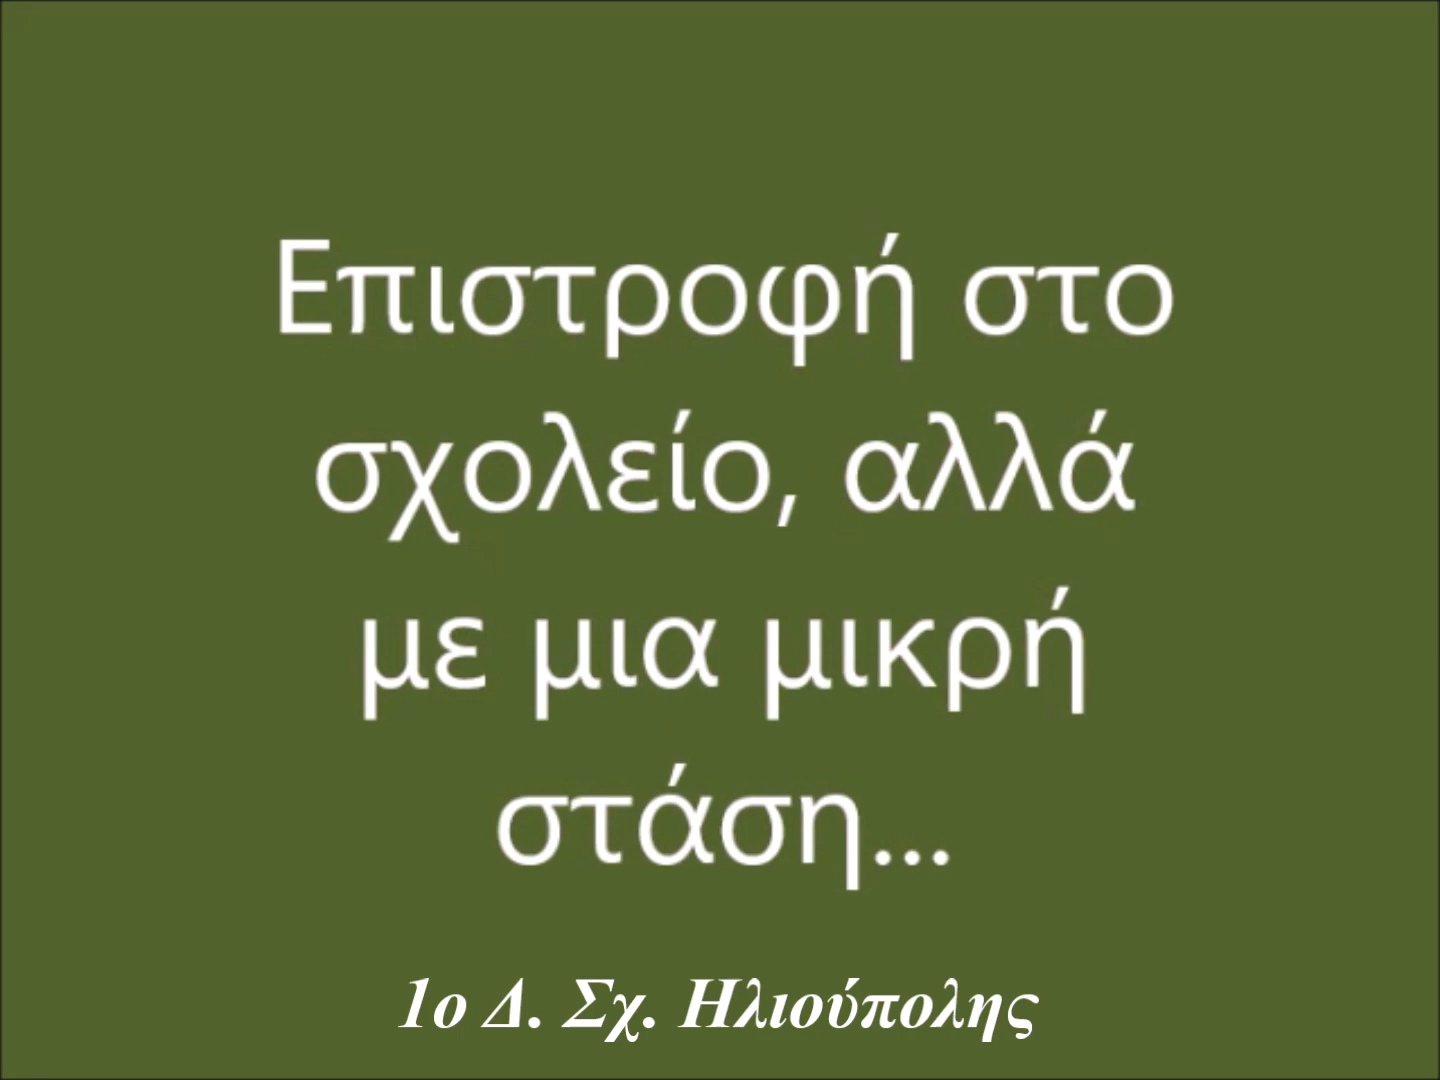 Επιστροφή στο
σχολείο, αλλά
με μια μικρή
στάση...
1ο Δ. Σχ. Ηλιούπολης